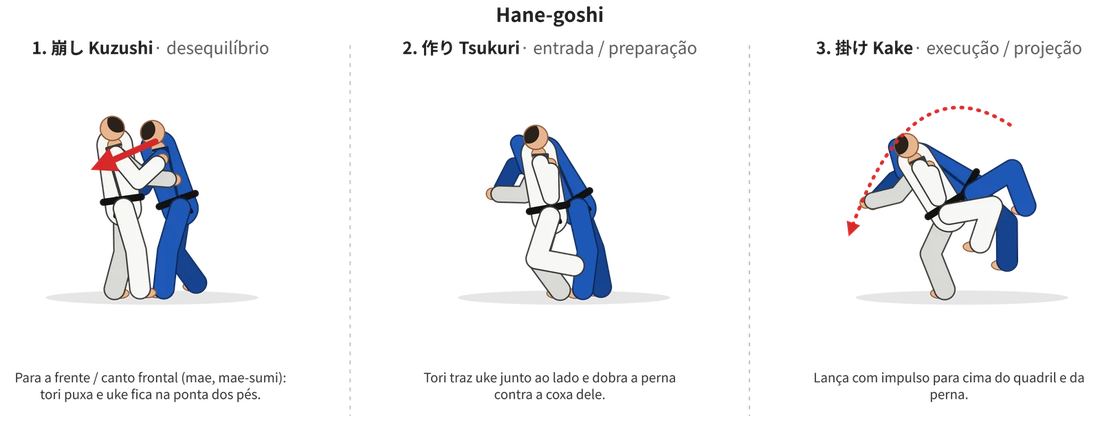 Hane-goshi
1. 崩し Kuzushi · desequilíbrio
Para a frente / canto frontal (mae, mae-sumi):
tori puxa e uke fica na ponta dos pés.
2. 作り Tsukuri · entrada / preparação
Tori traz uke junto ao lado e dobra a perna
contra a coxa dele.
3. 掛け Kake · execução / projeção
Lança com impulso para cima do quadril e da
perna.